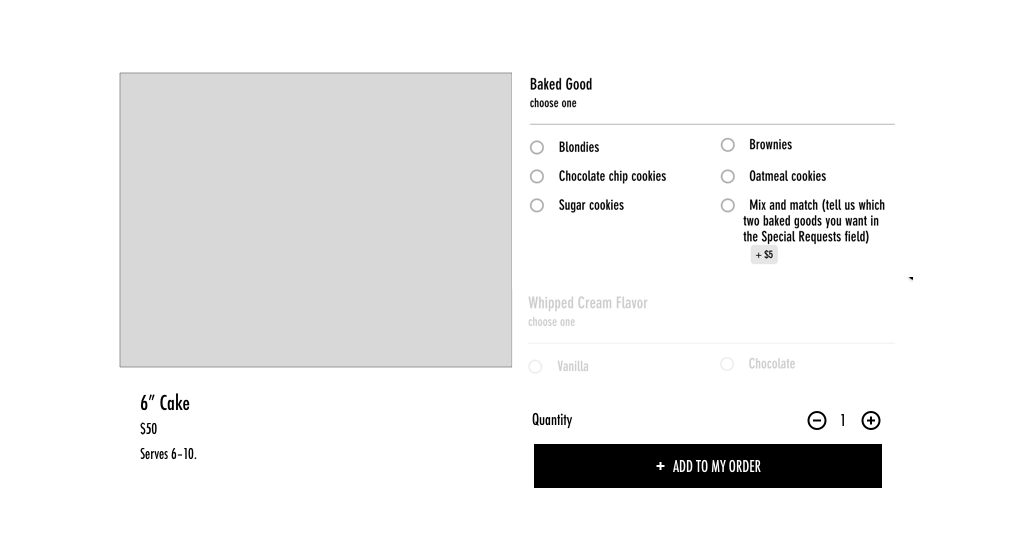 Baked Good
choose one
Blondies
Brownies
Chocolate chip cookies
Oatmeal cookies
Sugar cookies
Mix and match (tell us which
two baked goods you want in
the Special Requests field)
+ $5
Whipped Cream Flavor
choose one
Vanilla
Chocolate
6” Cake
$50
Serves 6–10.
Quantity
1
+ ADD TO MY ORDER